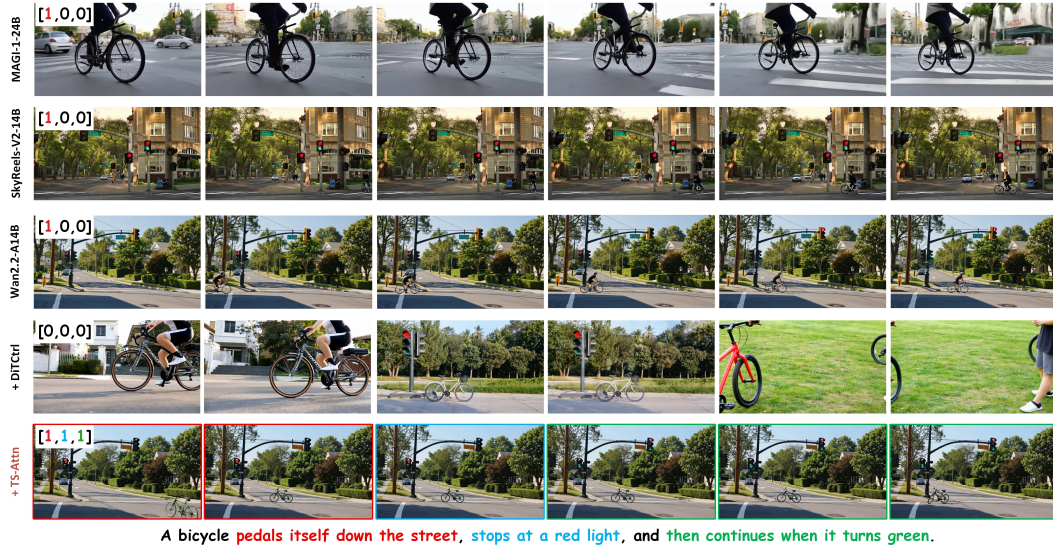 MAGI-1-24B
[1,0,0]
SkyReels-V2-14B
[1,0,0]
Wan2.2-A14B
[1,0,0]
+ DiTCtrl
[0,0,0]
+ TS-Attn
[1,1,1]
A bicycle pedals itself down the street, stops at a red light, and then continues when it turns green.